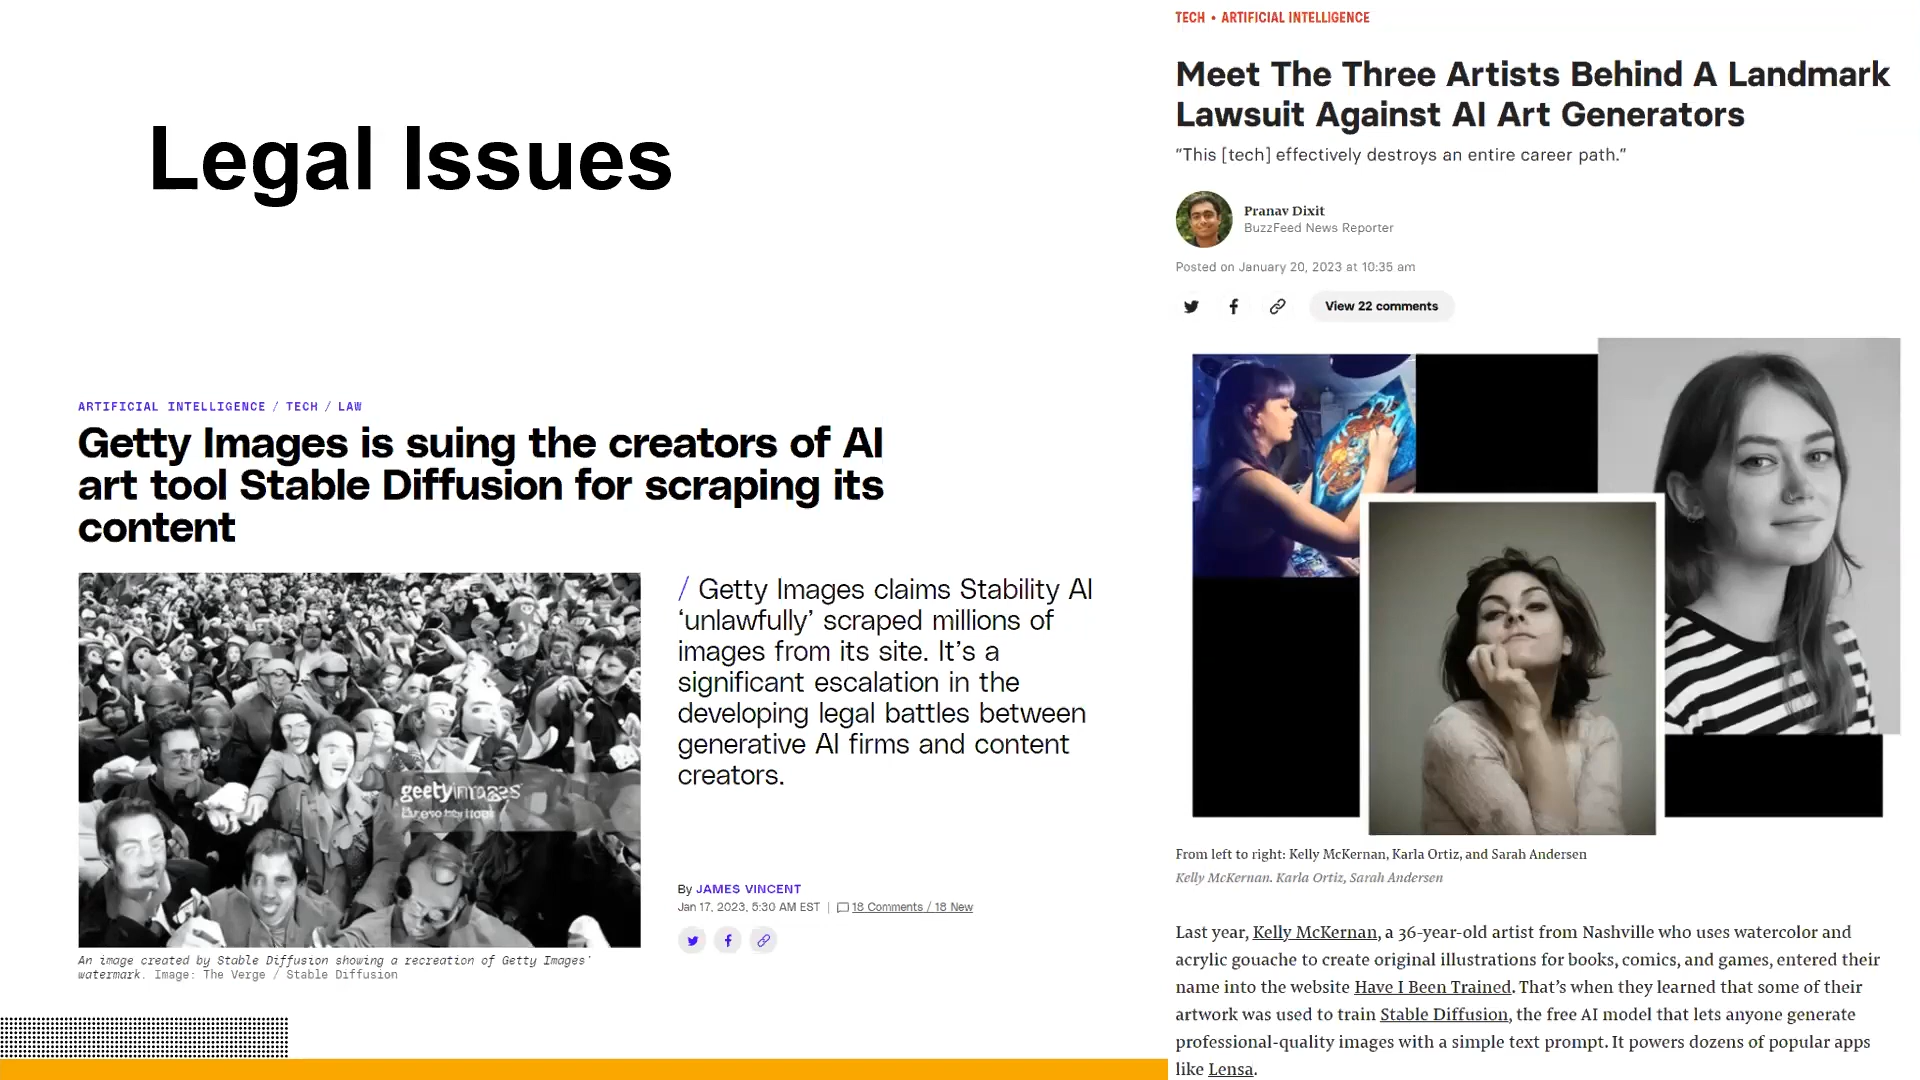 Legal Issues
ARTIFICIAL INTELLIGENCE / TECH / LAW
Getty Images is suing the creators of AI
art tool Stable Diffusion for scraping its
content
/ Getty Images claims Stability AI
‘unlawfully’ scraped millions of
images from its site. It’s a
significant escalation in the
developing legal battles between
generative AI firms and content
creators.
By JAMES VINCENT
Jan 17, 2023, 5:30 AM EST | 18 Comments / 18 New
An image created by Stable Diffusion showing a recreation of Getty Images’
watermark. Image: The Verge / Stable Diffusion
TECH • ARTIFICIAL INTELLIGENCE
Meet The Three Artists Behind A Landmark
Lawsuit Against AI Art Generators
“This [tech] effectively destroys an entire career path.”
Pranav Dixit
BuzzFeed News Reporter
Posted on January 20, 2023 at 10:35 am
View 22 comments
From left to right: Kelly McKernan, Karla Ortiz, and Sarah Andersen
Kelly McKernan. Karla Ortiz, Sarah Andersen
Last year, Kelly McKernan, a 36-year-old artist from Nashville who uses watercolor and
acrylic gouache to create original illustrations for books, comics, and games, entered their
name into the website Have I Been Trained. That’s when they learned that some of their
artwork was used to train Stable Diffusion, the free AI model that lets anyone generate
professional-quality images with a simple text prompt. It powers dozens of popular apps
like Lensa.